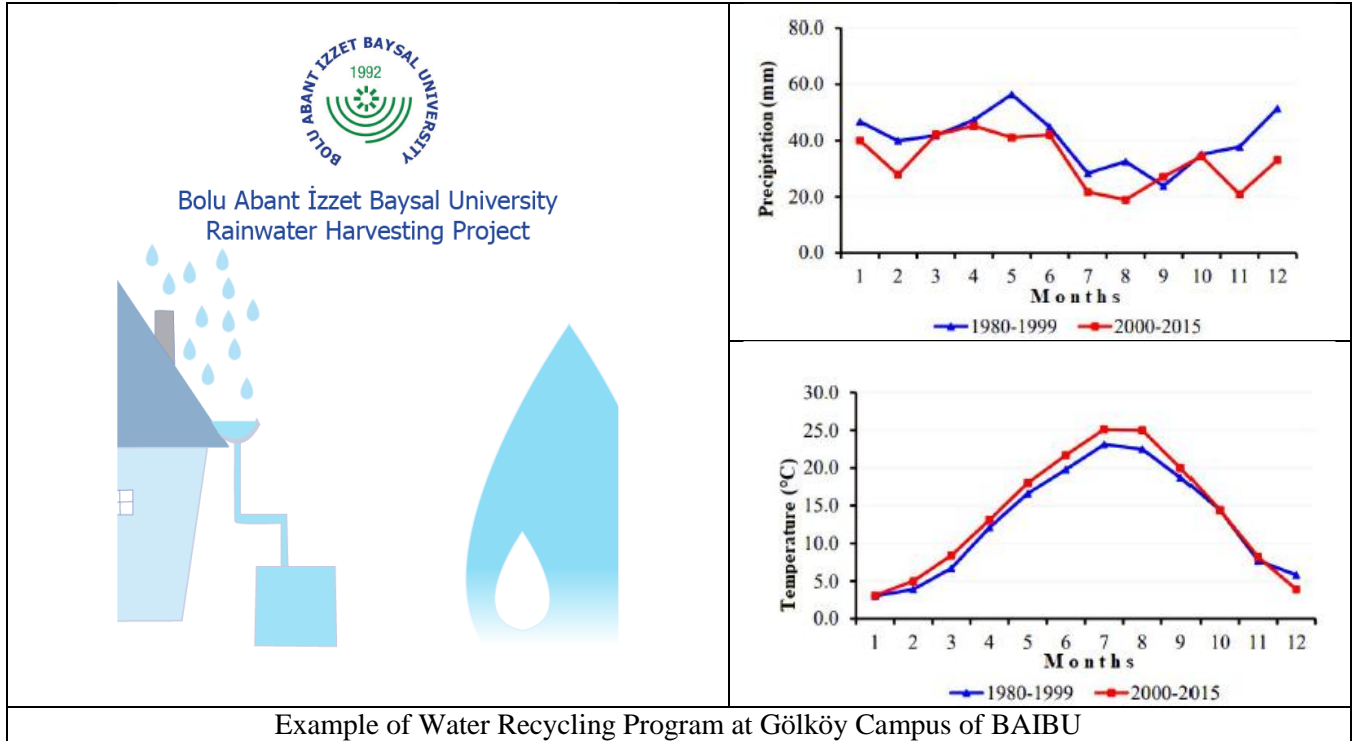 BOLU ABANT IZZET BAYSAL UNIVERSITY
1992
Bolu Abant İzzet Baysal University
Rainwater Harvesting Project
80.0
60.0
40.0
20.0
0.0
Precipitation (mm)
1 2 3 4 5 6 7 8 9 10 11 12
Months
1980-1999 2000-2015
30.0
25.0
20.0
15.0
10.0
5.0
0.0
Temperature (°C)
1 2 3 4 5 6 7 8 9 10 11 12
Months
1980-1999 2000-2015
Example of Water Recycling Program at Gölköy Campus of BAIBU